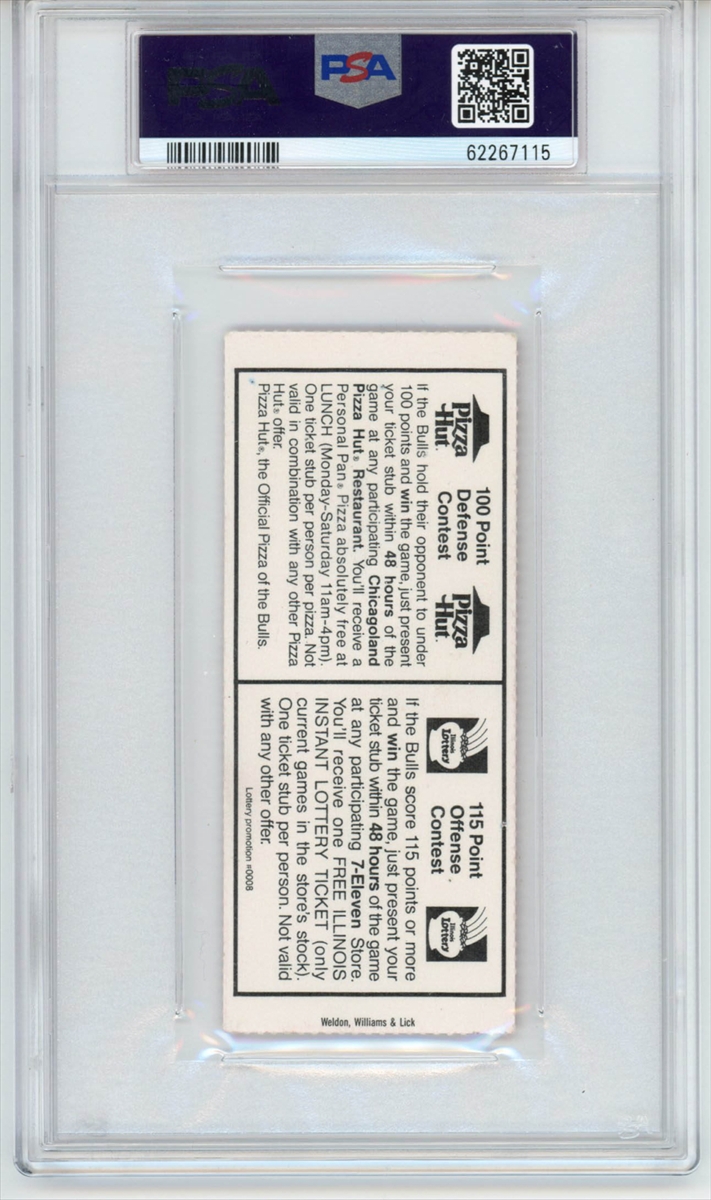 PSA
PSA
62267115
Pizza
Hut®
100 Point
Defense
Contest
Pizza
Hut®
If the Bulls hold their opponent to under
100 points and win the game, just present
your ticket stub within 48 hours of the
game at any participating Chicagoland
Pizza Hut® Restaurant. You'll receive a
Personal Pan® Pizza absolutely free at
LUNCH (Monday-Saturday 11am-4pm).
One ticket stub per person per pizza. Not
valid in combination with any other Pizza
Hut® offer.
Pizza Hut®, the Official Pizza of the Bulls.
Illinois
Lottery
115 Point
Offense
Contest
Illinois
Lottery
If the Bulls score 115 points or more
and win the game, just present your
ticket stub within 48 hours of the game
at any participating 7-Eleven Store.
You'll receive one FREE ILLINOIS
INSTANT LOTTERY TICKET (only
current games in the store's stock).
One ticket stub per person. Not valid
with any other offer.
Lottery promotion #0008
Weldon, Williams & Lick